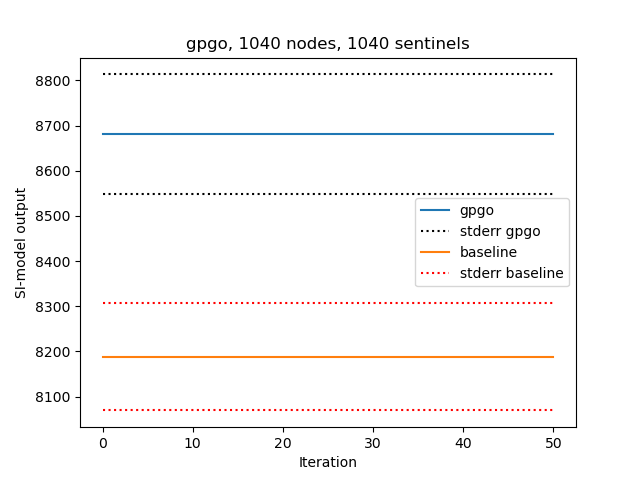 gpgo, 1040 nodes, 1040 sentinels
SI-model output
8800
8700
8600
8500
8400
8300
8200
8100
gpgo
stderr gpgo
baseline
stderr baseline
0 10 20 30 40 50
Iteration